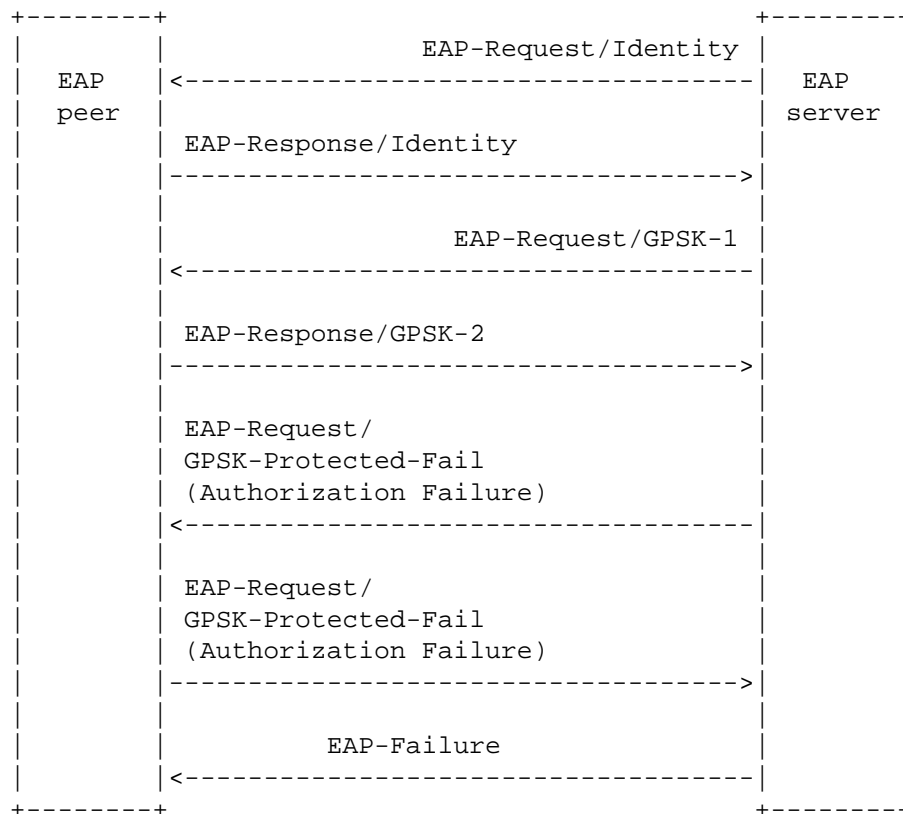 EAP-Request/Identity
EAP peer
EAP server
EAP-Response/Identity
EAP-Request/GPSK-1
EAP-Response/GPSK-2
EAP-Request/
GPSK-Protected-Fail
(Authorization Failure)
EAP-Request/
GPSK-Protected-Fail
(Authorization Failure)
EAP-Failure